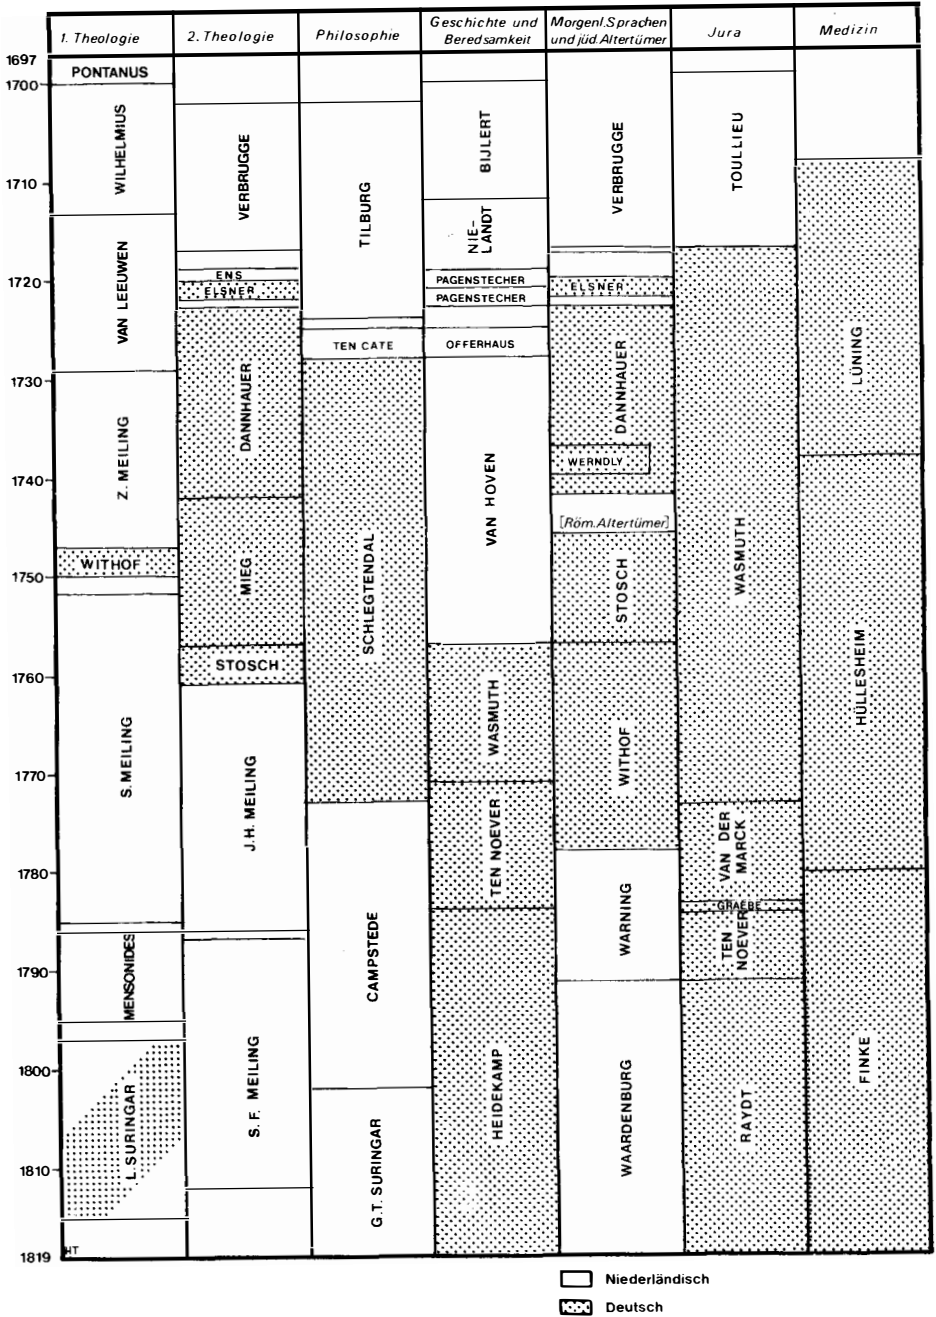 1. Theologie
2. Theologie
Philosophie
Geschichte und
Beredsamkeit
Morgenl. Sprachen
und jüd. Altertümer
Jura
Medizin
1697
1700
1710
1720
1730
1740
1750
1760
1770
1780
1790
1800
1810
1819
PONTANUS
WILHELMIUS
VAN LEEUWEN
Z. MEILING
WITHOF
S. MEILING
MENSONIDES
L. SURINGAR
HT
VERBRUGGE
ENS
ELSNER
DANNHAUER
MIEG
STOSCH
J.H. MEILING
S. F. MEILING
TILBURG
TEN CATE
SCHLEGTENDAL
CAMPSTEDE
G.T. SURINGAR
BIJLERT
NIE-
LANDT
PAGENSTECHER
PAGENSTECHER
OFFERHAUS
VAN HOVEN
WASMUTH
TEN NOEVER
HEIDEKAMP
VERBRUGGE
ELSNER
DANNHAUER
WERNDLY
[Röm. Altertümer]
STOSCH
WITHOF
WARNING
WAARDENBURG
TOULLIEU
WASMUTH
VAN DER
MARCK
GRAEBE
TEN
NOEVER
RAYDT
LÜNING
HÜLLESHEIM
FINKE
Niederländisch
Deutsch